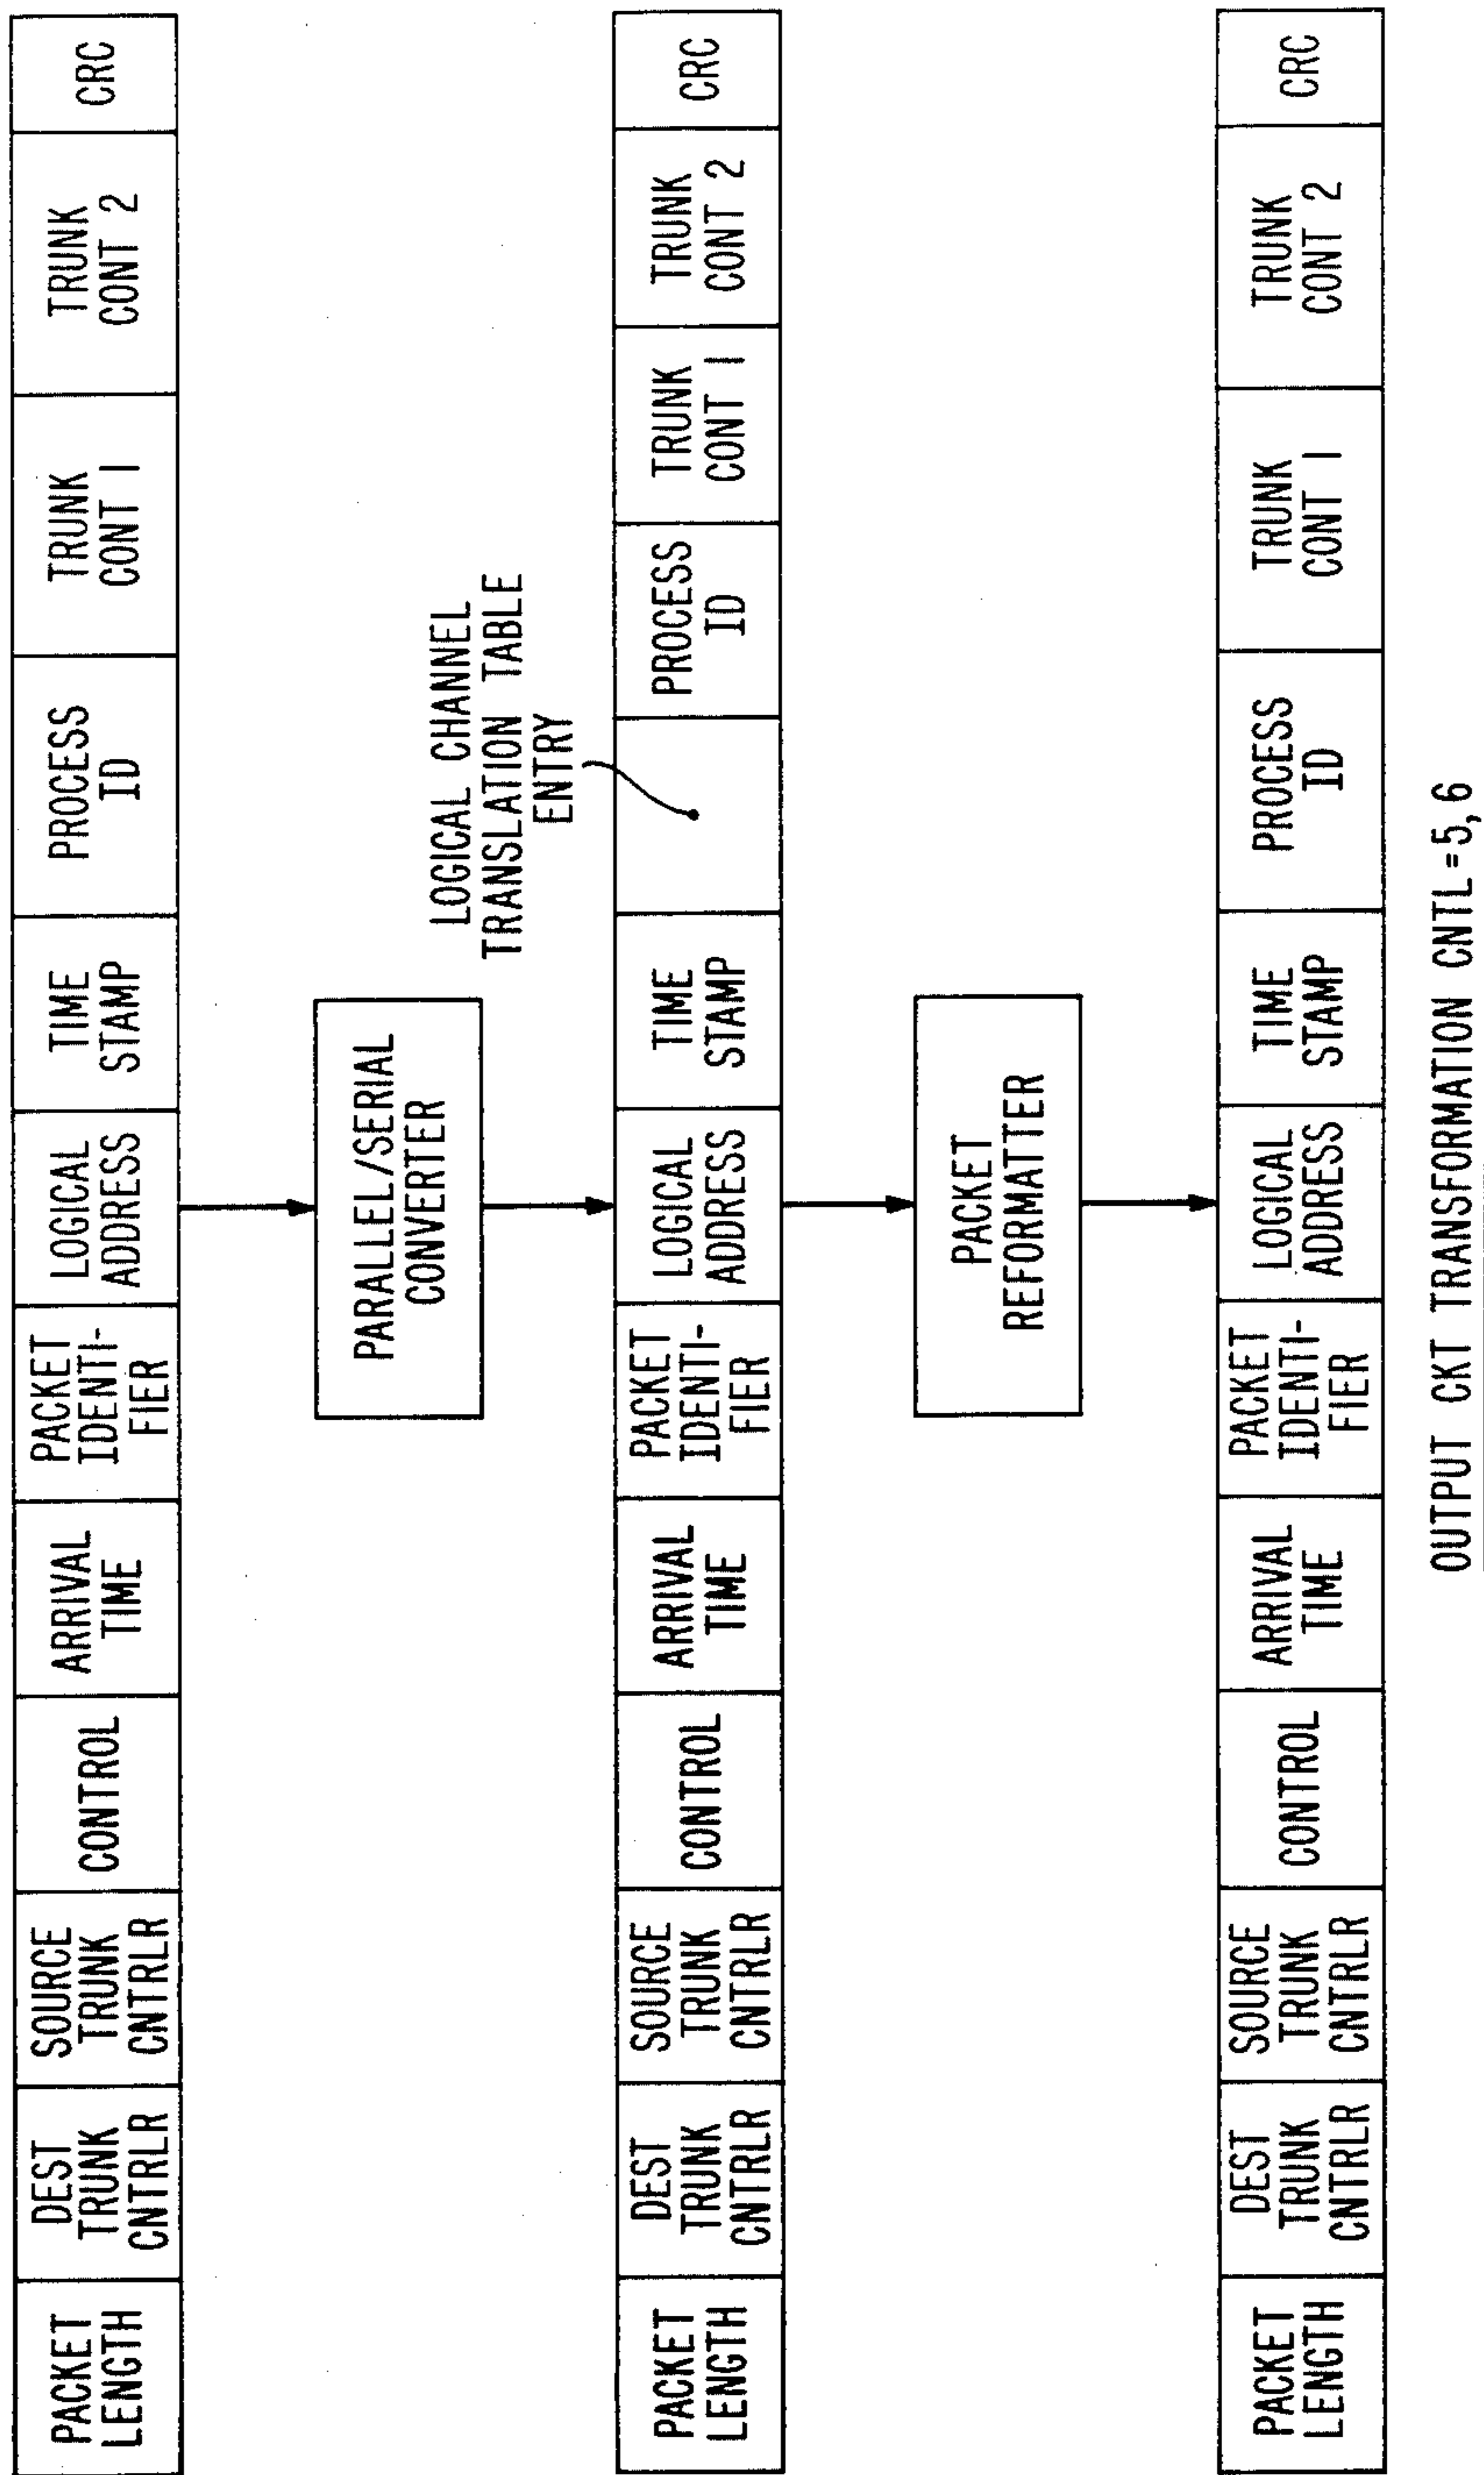 PACKET
LENGTH
DEST
TRUNK
CNTRLR
SOURCE
TRUNK
CNTRLR
CONTROL
ARRIVAL
TIME
PACKET
IDENTI-
FIER
LOGICAL
ADDRESS
TIME
STAMP
PROCESS
ID
TRUNK
CONT 1
TRUNK
CONT 2
CRC
PARALLEL/SERIAL
CONVERTER
LOGICAL CHANNEL
TRANSLATION TABLE
ENTRY
PACKET
LENGTH
DEST
TRUNK
CNTRLR
SOURCE
TRUNK
CNTRLR
CONTROL
ARRIVAL
TIME
PACKET
IDENTI-
FIER
LOGICAL
ADDRESS
TIME
STAMP
PROCESS
ID
TRUNK
CONT 1
TRUNK
CONT 2
CRC
PACKET
REFORMATTER
PACKET
LENGTH
DEST
TRUNK
CNTRLR
SOURCE
TRUNK
CNTRLR
CONTROL
ARRIVAL
TIME
PACKET
IDENTI-
FIER
LOGICAL
ADDRESS
TIME
STAMP
PROCESS
ID
TRUNK
CONT 1
TRUNK
CONT 2
CRC
OUTPUT CKT TRANSFORMATION CNTL=5,6